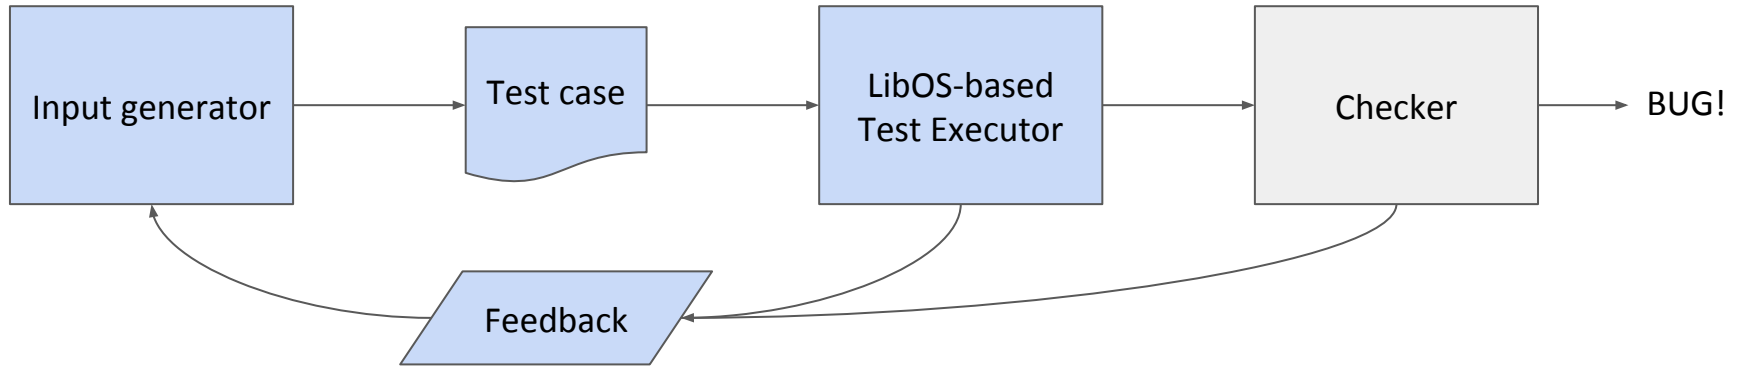 Input generator
Test case
LibOS-based
Test Executor
Checker
BUG!
Feedback